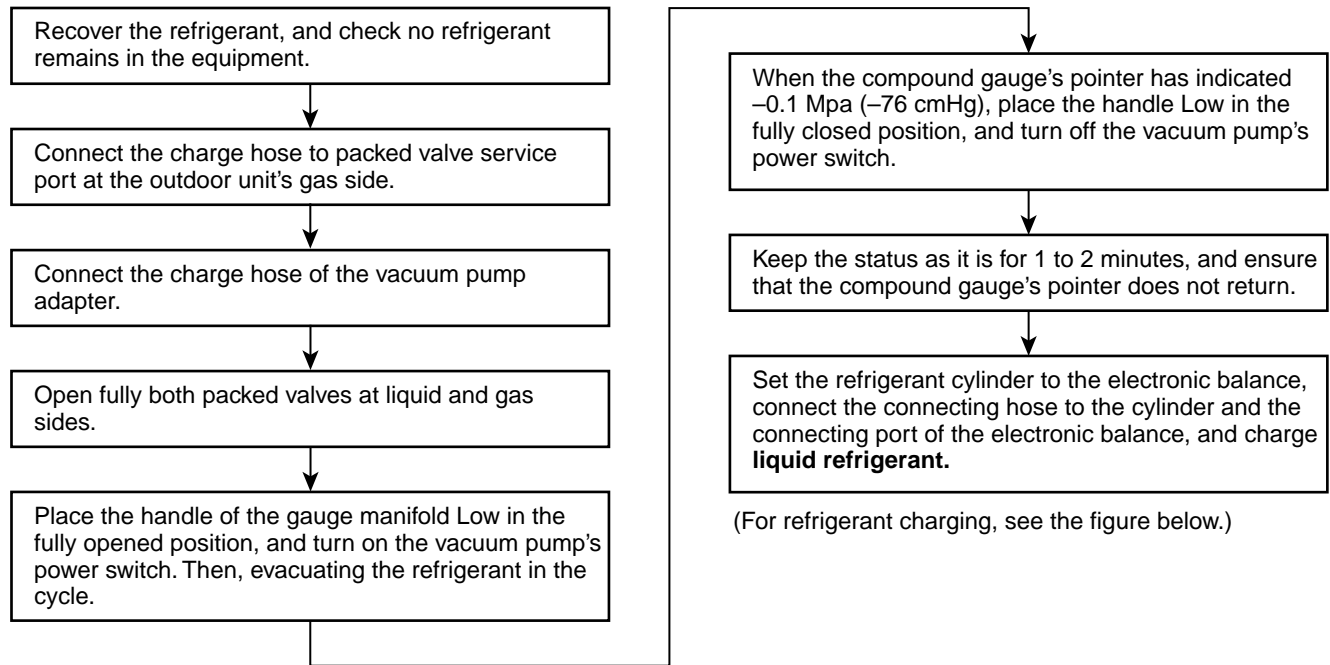 Recover the refrigerant, and check no refrigerant
remains in the equipment.
Connect the charge hose to packed valve service
port at the outdoor unit's gas side.
Connect the charge hose of the vacuum pump
adapter.
Open fully both packed valves at liquid and gas
sides.
Place the handle of the gauge manifold Low in the
fully opened position, and turn on the vacuum pump's
power switch. Then, evacuating the refrigerant in the
cycle.
When the compound gauge's pointer has indicated
–0.1 Mpa (–76 cmHg), place the handle Low in the
fully closed position, and turn off the vacuum pump's
power switch.
Keep the status as it is for 1 to 2 minutes, and ensure
that the compound gauge's pointer does not return.
Set the refrigerant cylinder to the electronic balance,
connect the connecting hose to the cylinder and the
connecting port of the electronic balance, and charge
liquid refrigerant.
(For refrigerant charging, see the figure below.)